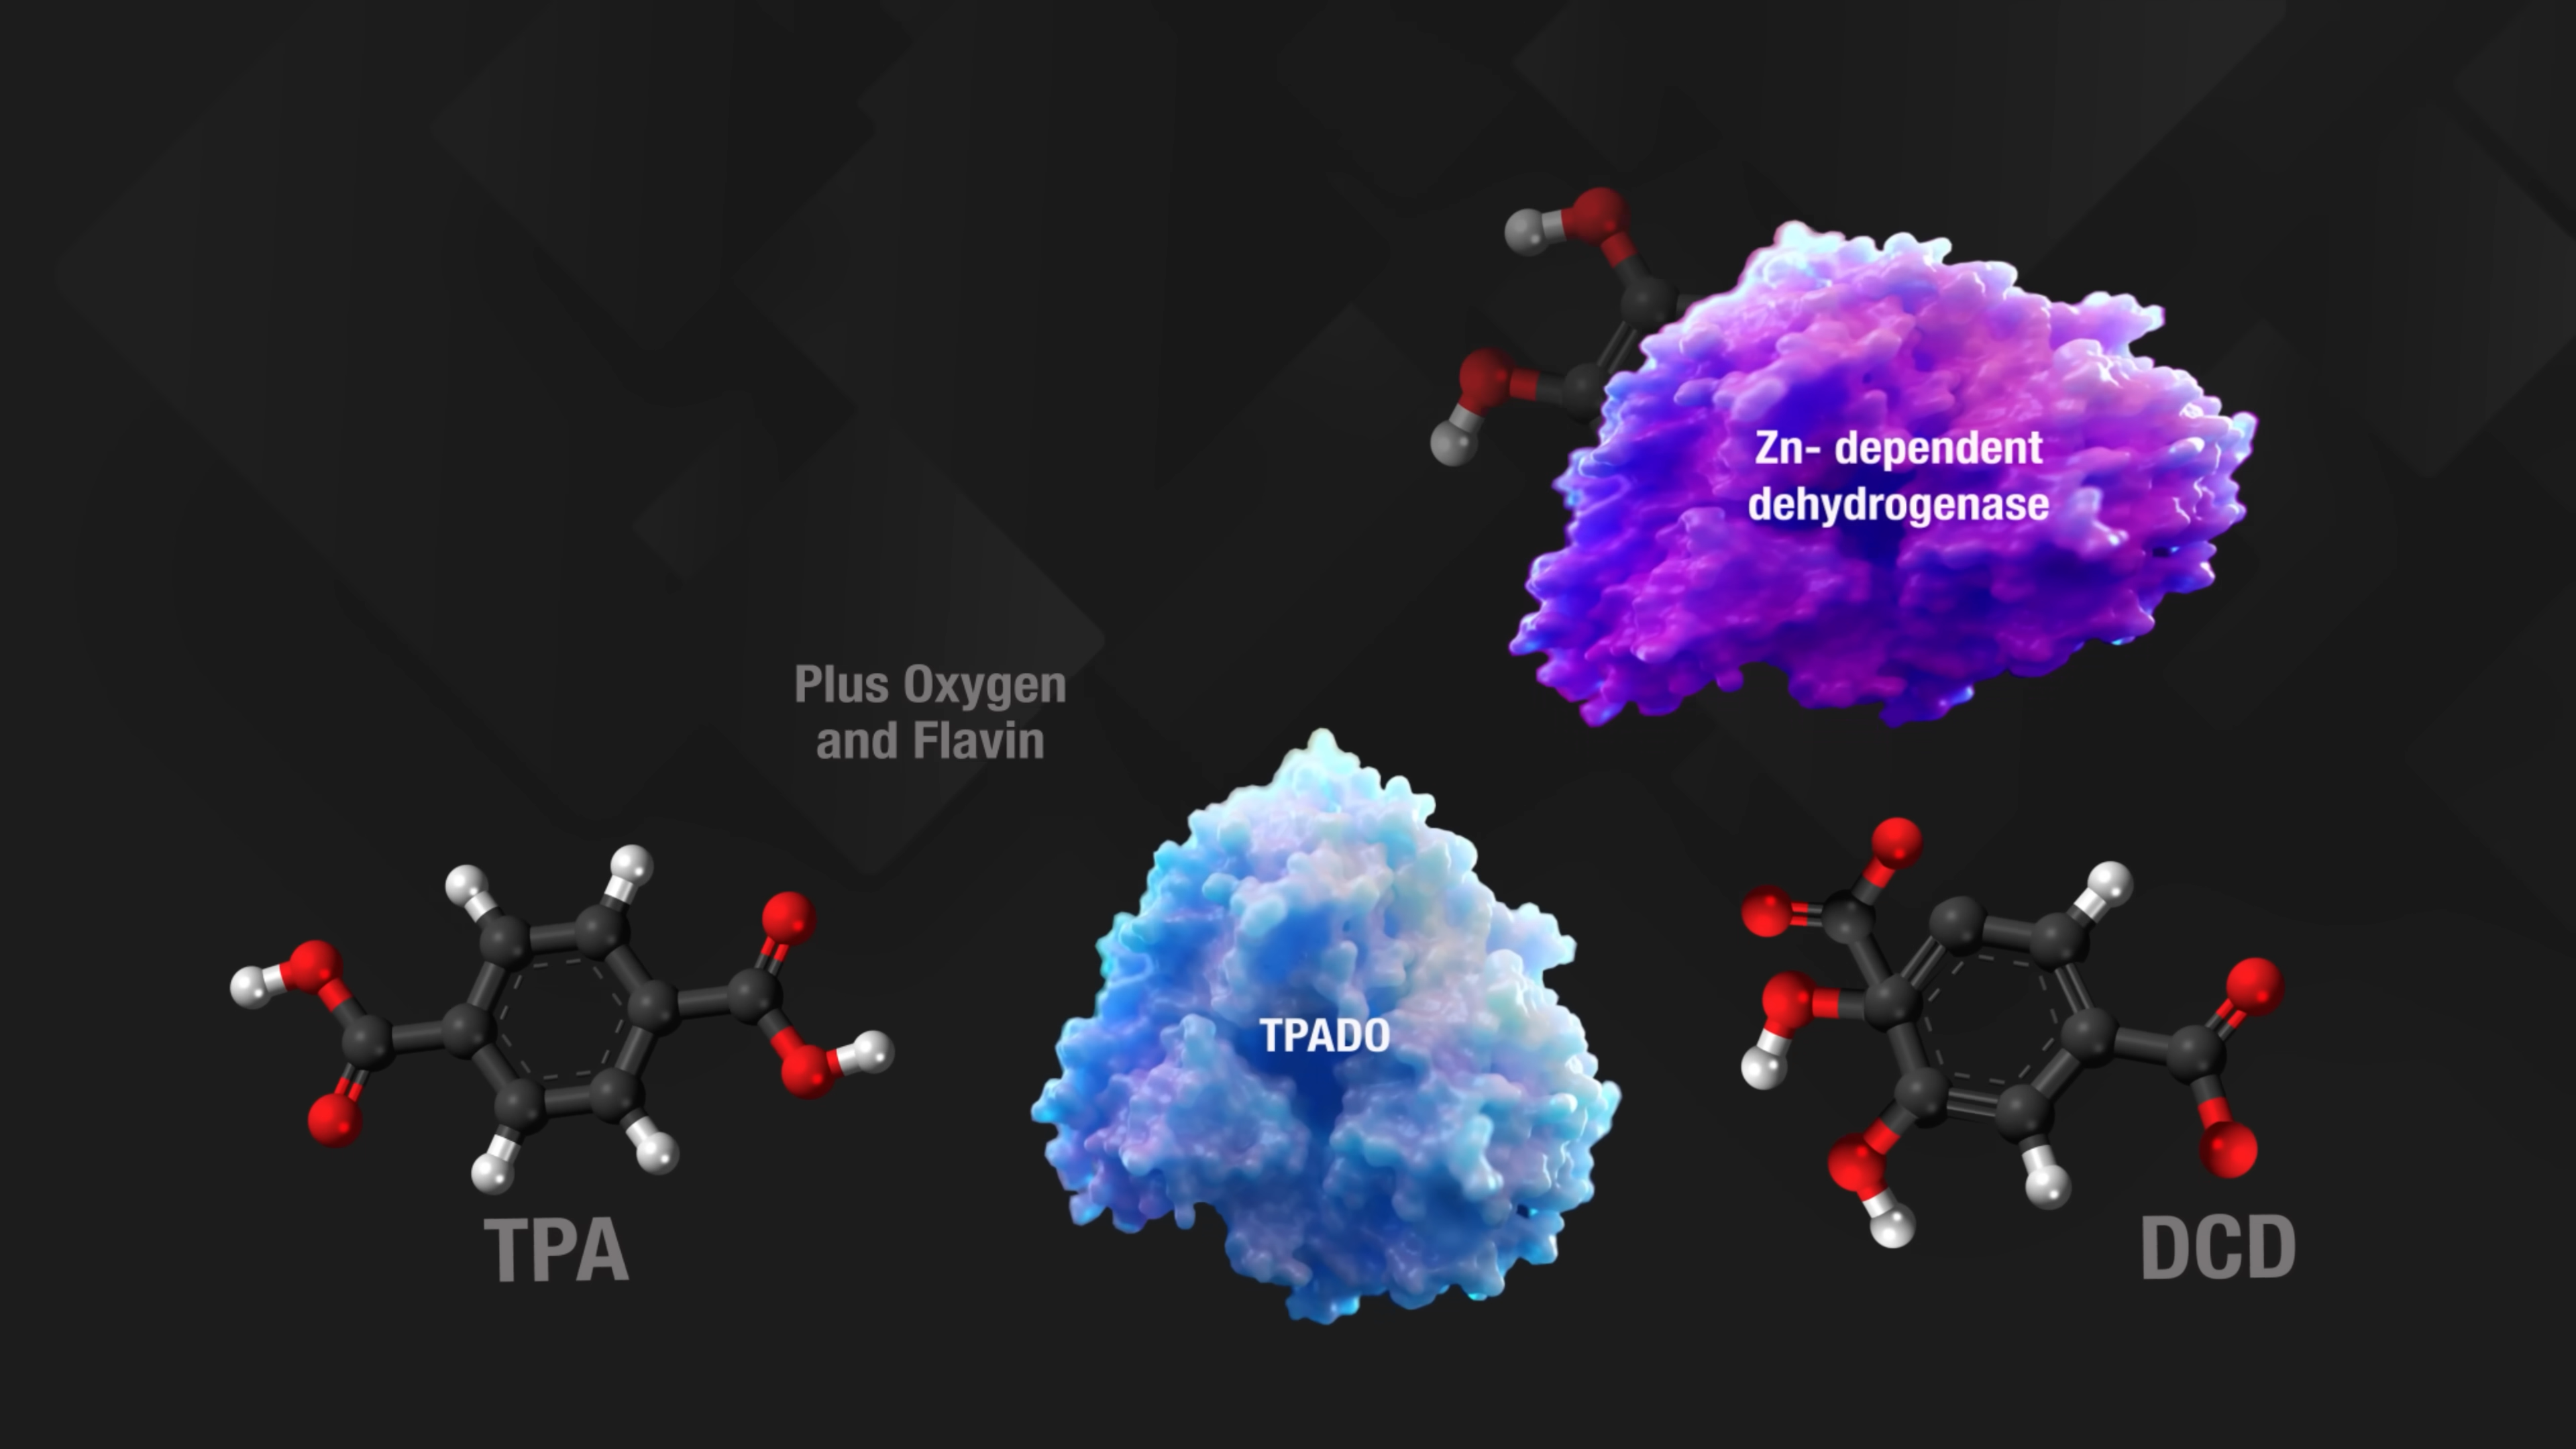 Zn- dependent
dehydrogenase
Plus Oxygen
and Flavin
TPADO
TPA
DCD